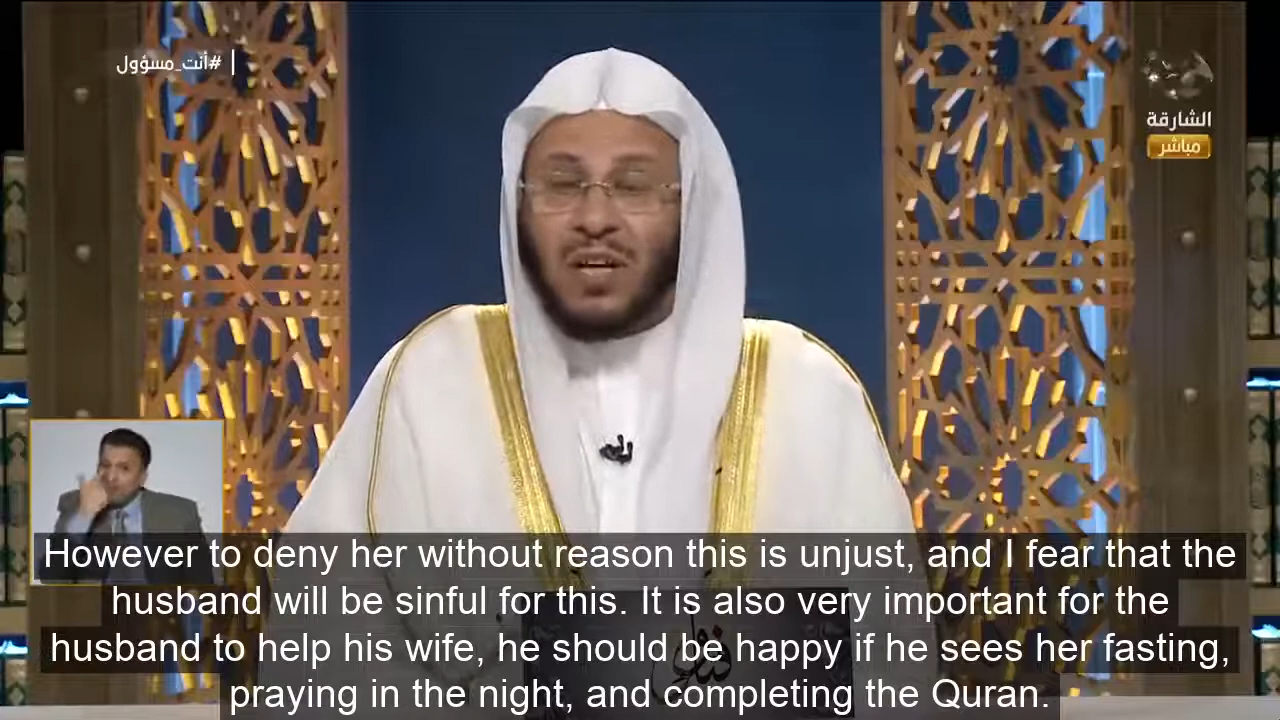 #أنت_مسؤول
الشارقة
مباشر
However to deny her without reason this is unjust, and I fear that the
husband will be sinful for this. It is also very important for the
husband to help his wife, he should be happy if he sees her fasting,
praying in the night, and completing the Quran.